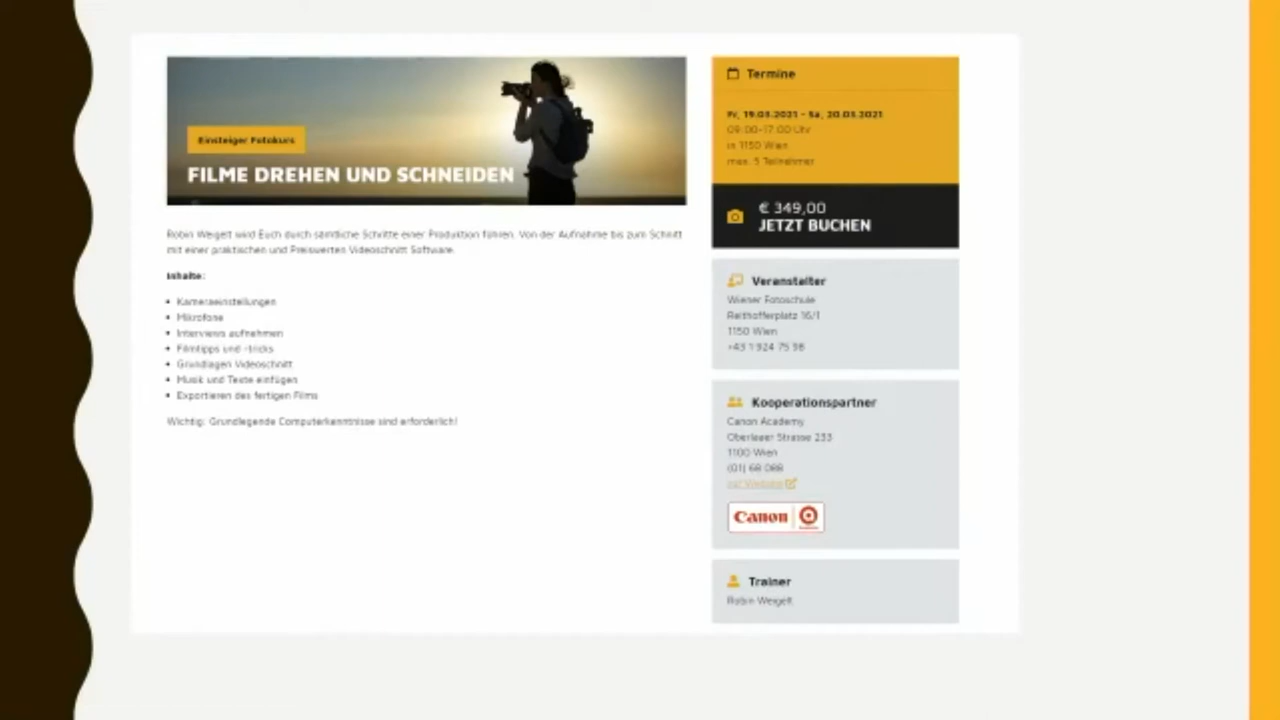 Einsteiger Fotokurs
FILME DREHEN UND SCHNEIDEN
Robin Weigelt wird Euch durch sämtliche Schritte einer Produktion führen. Von der Aufnahme bis zum Schnitt
mit einer praktischen und Preiswerten Videoschnitt Software.
Inhalte:
• Kameraeinstellungen
• Mikrofone
• Interviews aufnehmen
• Filmtipps und -tricks
• Grundlagen Videoschnitt
• Musik und Texte einfügen
• Exportieren des fertigen Films
Wichtig: Grundlegende Computerkenntnisse sind erforderlich!
Termine
Fr, 19.03.2021 - Sa, 20.03.2021
09:00-17:00 Uhr
in 1150 Wien
max. 5 Teilnehmer
€ 349,00
JETZT BUCHEN
Veranstalter
Wiener Fotoschule
Reithofferplatz 16/1
1150 Wien
+43 1 924 75 98
Kooperationspartner
Canon Academy
Oberlaaer Strasse 233
1100 Wien
(01) 68 088
zur Website
Canon
Trainer
Robin Weigelt